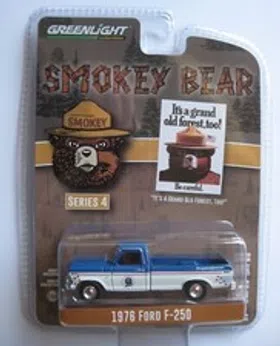 GREENLIGHT
SMOKEY BEAR
SMOKEY
It's a grand
old forest, too!
Be careful.
SERIES 4
"IT'S A GRAND OLD FOREST, TOO!"
1976 FORD F-250